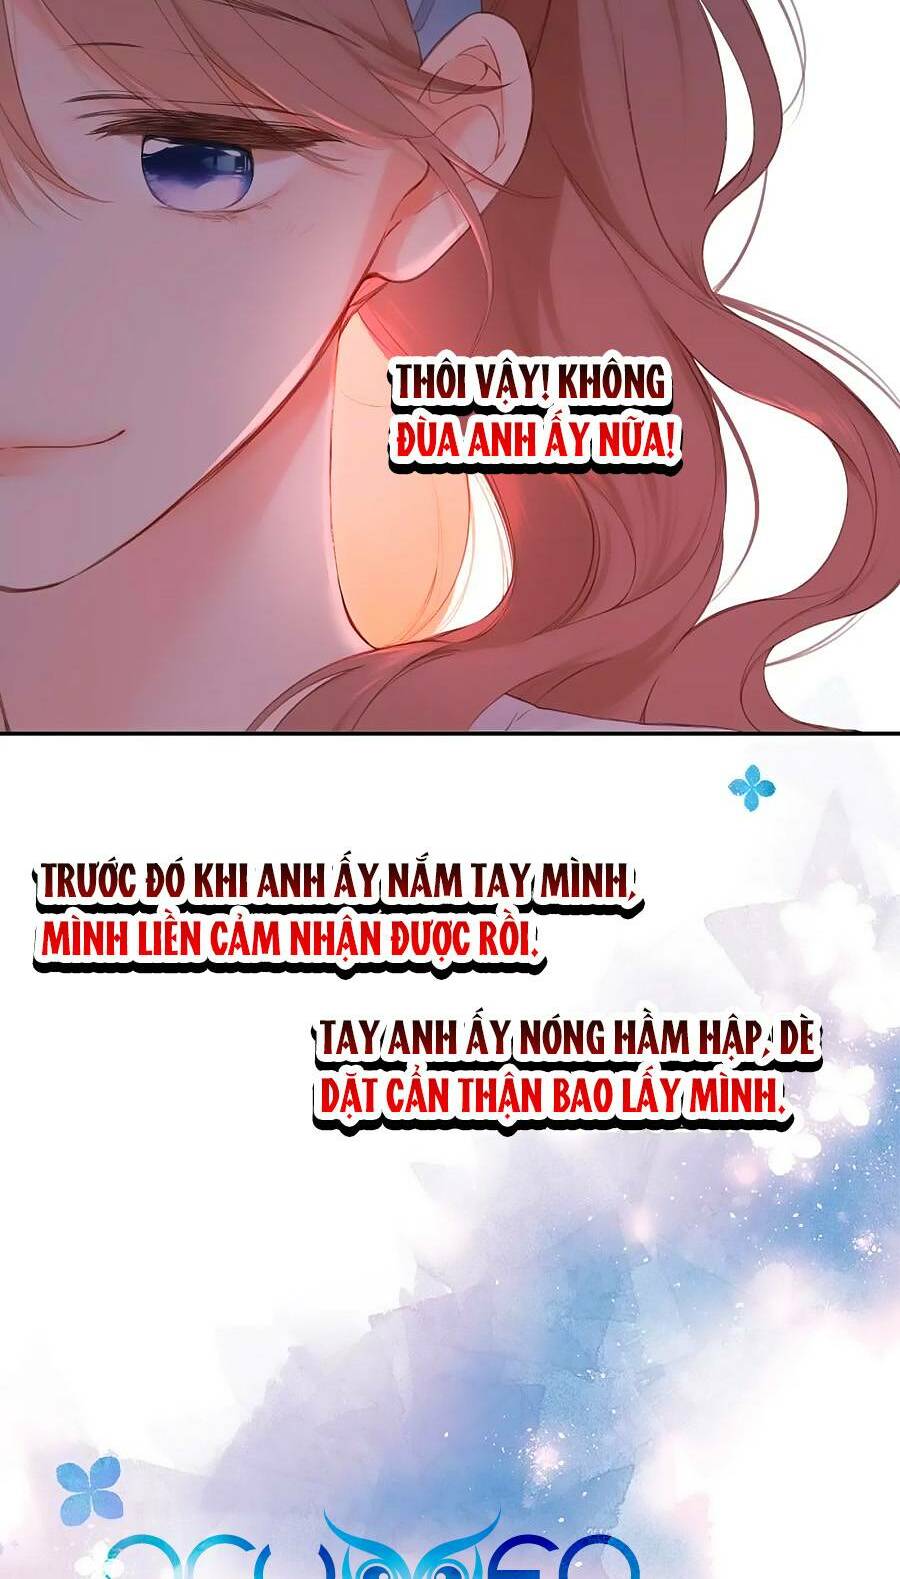 THÔI VẬY! KHÔNG
ĐÙA ANH ẤY NỮA!
TRƯỚC ĐÓ KHI ANH ẤY NẮM TAY MÌNH,
MÌNH LIỀN CẢM NHẬN ĐƯỢC RỒI.
TAY ANH ẤY NÓNG HẦM HẬP, DÈ
DẶT CẨN THẬN BAO LẤY MÌNH.